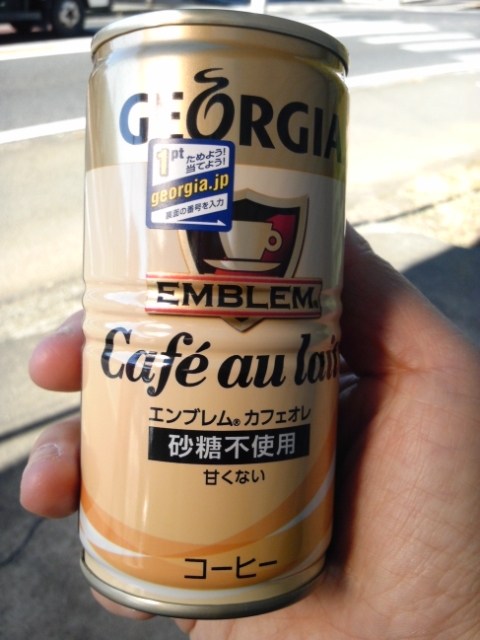 GEORGIA
1pt ためよう!
当てよう!
georgia.jp
裏面の番号を入力
EMBLEM®
Café au lait
エンブレム® カフェオレ
砂糖不使用
甘くない
コーヒー